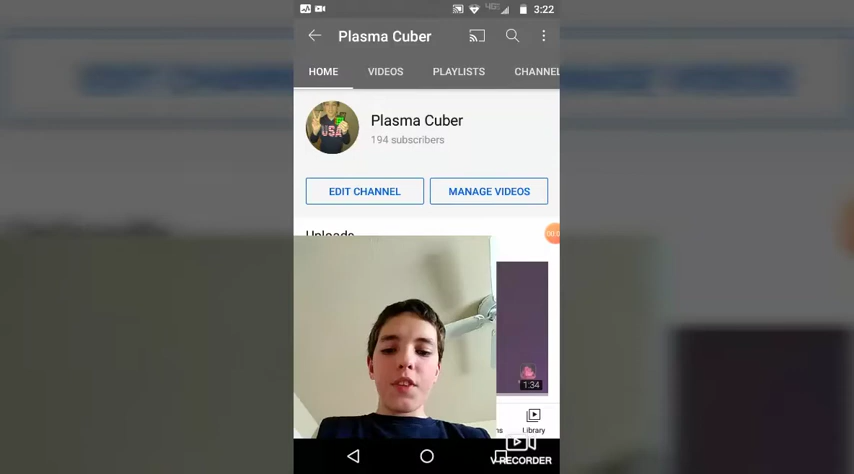 3:22
Plasma Cuber
HOME VIDEOS PLAYLISTS CHANNEL
USA
Plasma Cuber
194 subscribers
EDIT CHANNEL MANAGE VIDEOS
Uploads
1:34
Library
V RECORDER